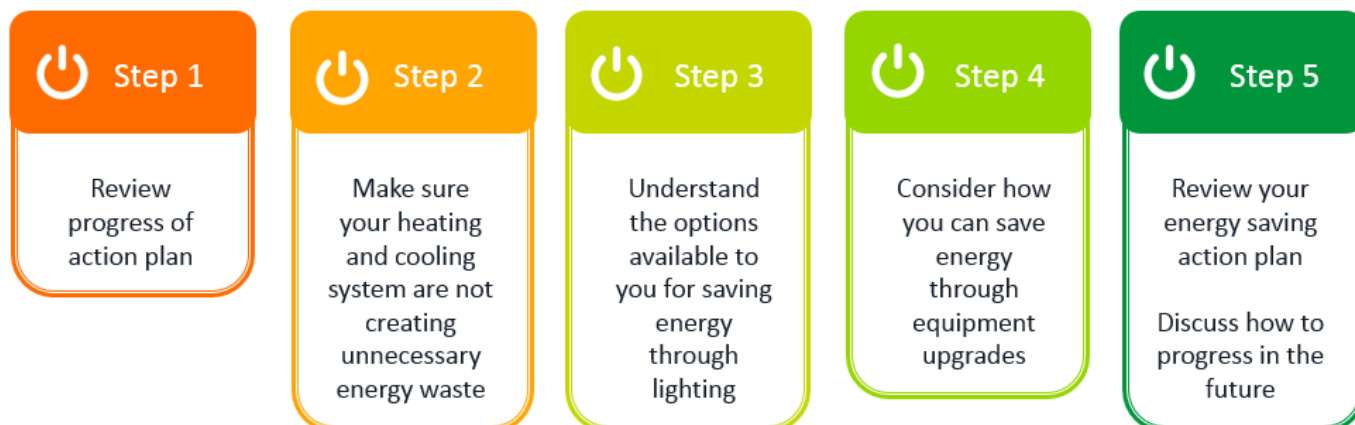 Step 1
Review
progress of
action plan
Step 2
Make sure
your heating
and cooling
system are not
creating
unnecessary
energy waste
Step 3
Understand
the options
available to
you for saving
energy
through
lighting
Step 4
Consider how
you can save
energy
through
equipment
upgrades
Step 5
Review your
energy saving
action plan
Discuss how to
progress in the
future